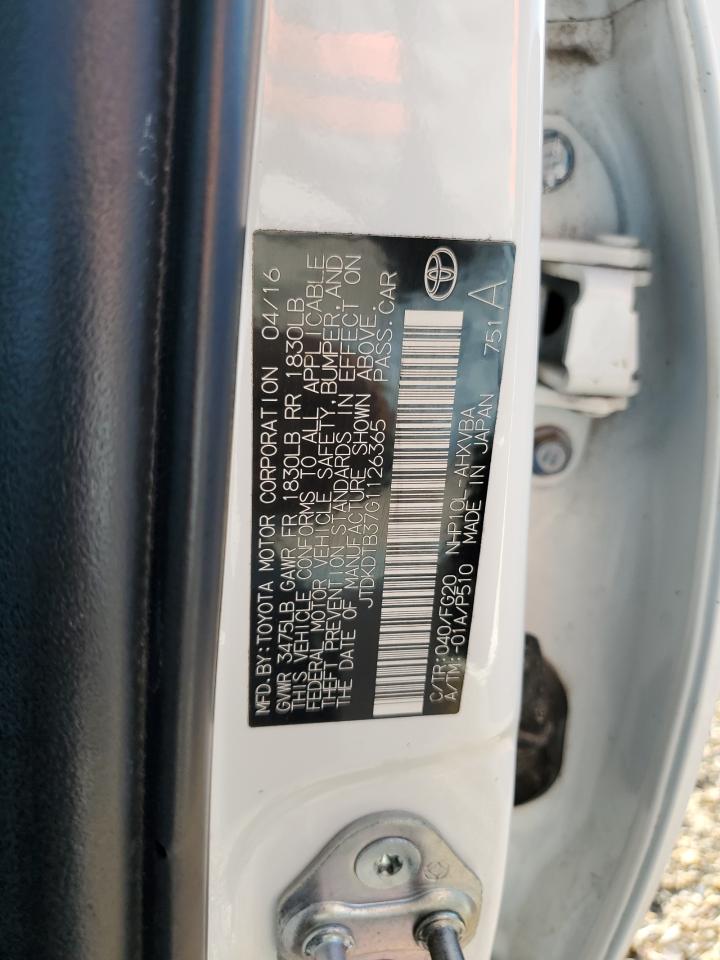 MFD.BY:TOYOTA MOTOR CORPORATION 04/16
GVWR 3475LB GAWR FR 1830LB RR 1830LB
THIS VEHICLE CONFORMS TO ALL APPLICABLE
FEDERAL MOTOR VEHICLE SAFETY, BUMPER, AND
THEFT PREVENTION STANDARDS IN EFFECT ON
THE DATE OF MANUFACTURE SHOWN ABOVE.
JTDKDTB37G1126365 PASS.CAR
C/TR:040/FG20 NHP10L-AHXVBA
A/TM:-01A/P510 MADE IN JAPAN 751 A